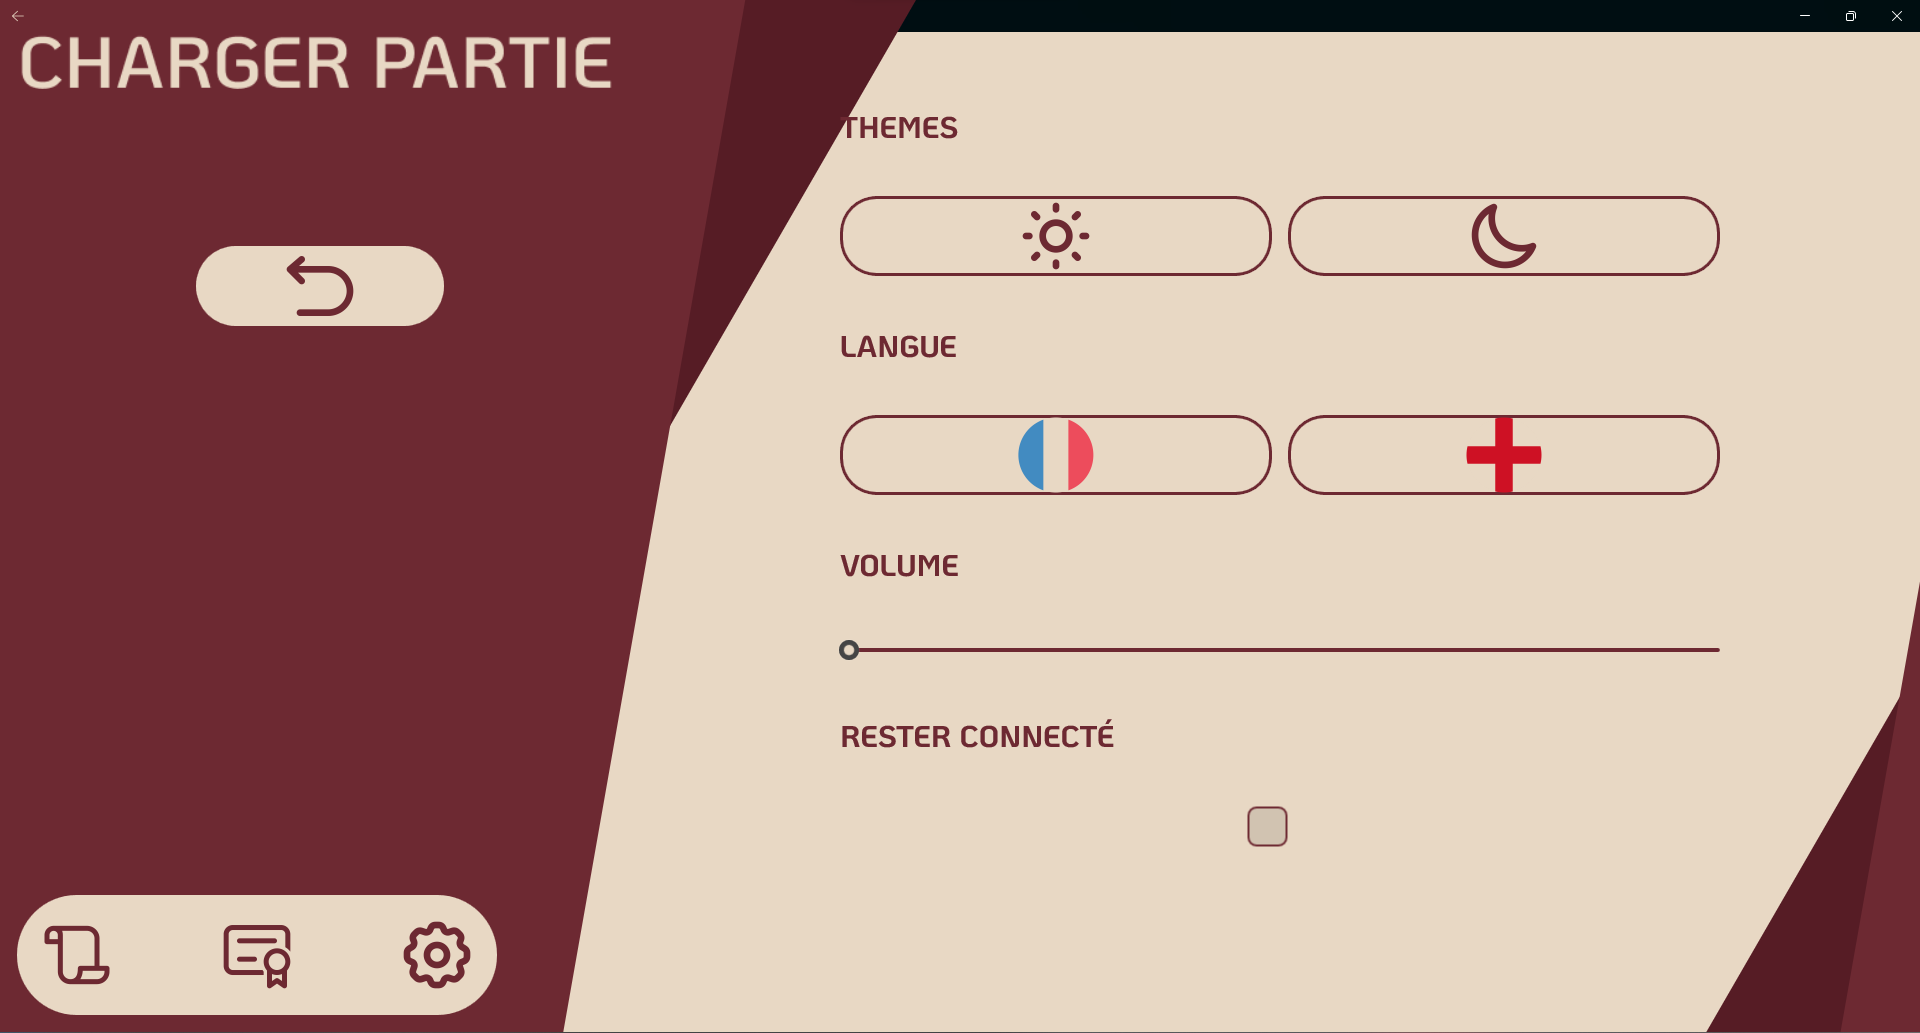 CHARGER PARTIE
THEMES
LANGUE
VOLUME
RESTER CONNECTÉ